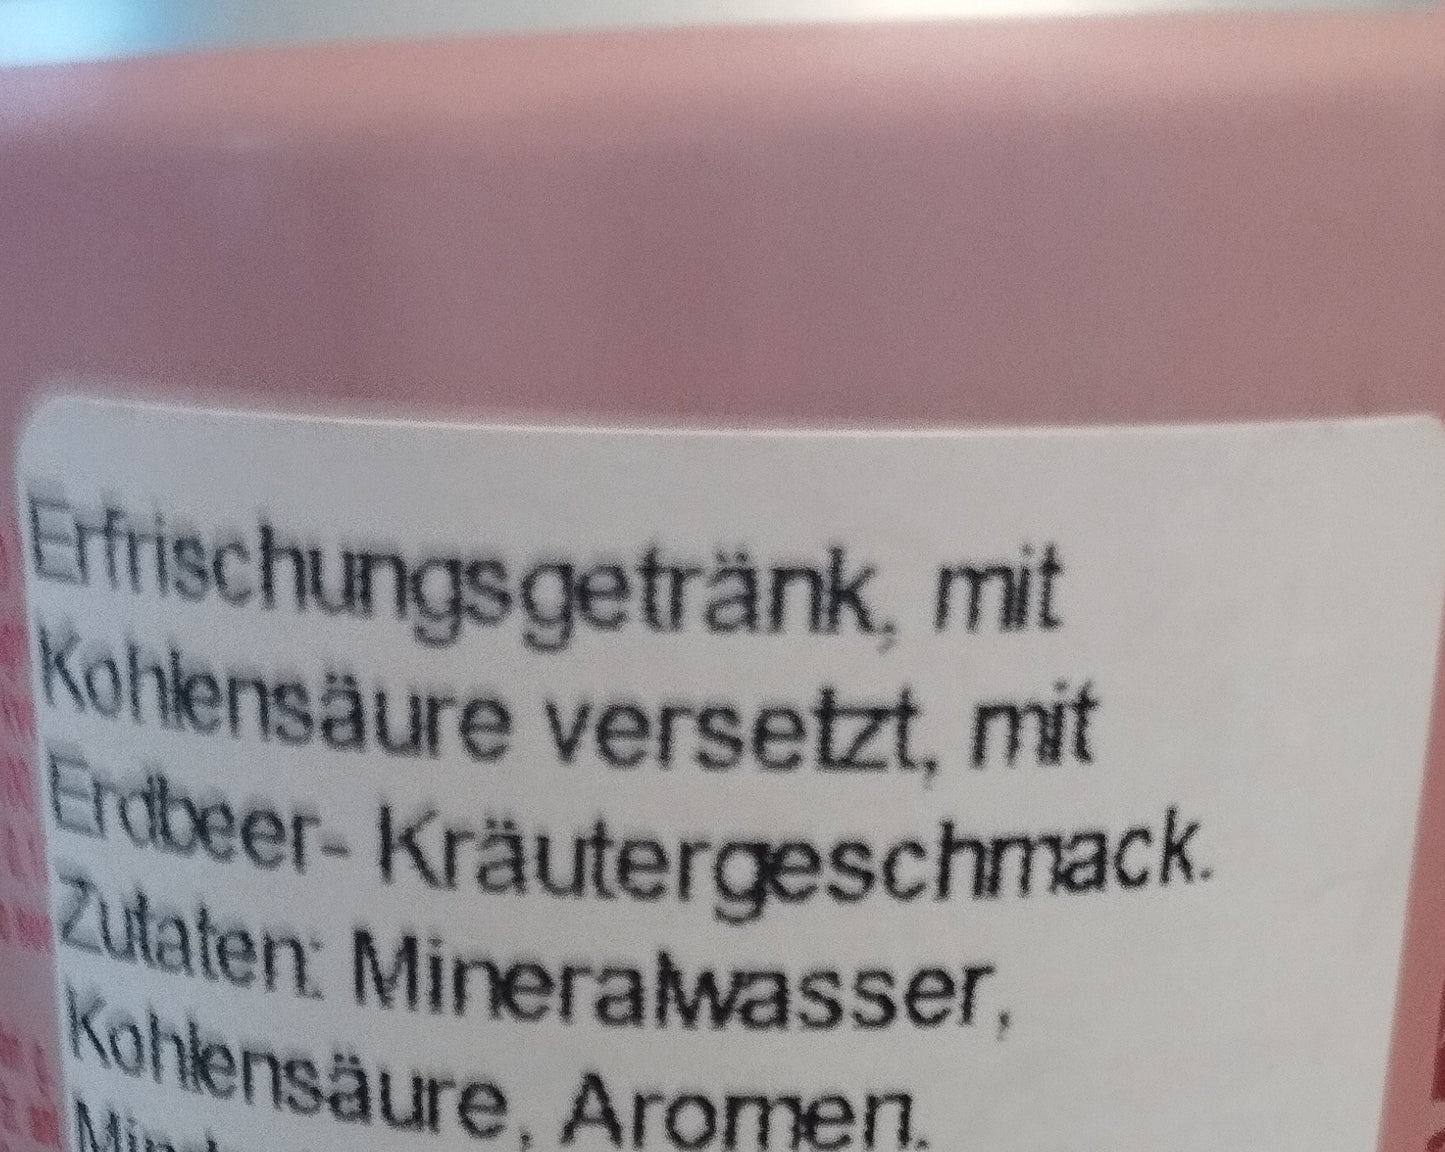 Erfrischungsgetränk, mit
Kohlensäure versetzt, mit
Erdbeer- Kräutergeschmack.
Zutaten: Mineralwasser,
Kohlensäure, Aromen.